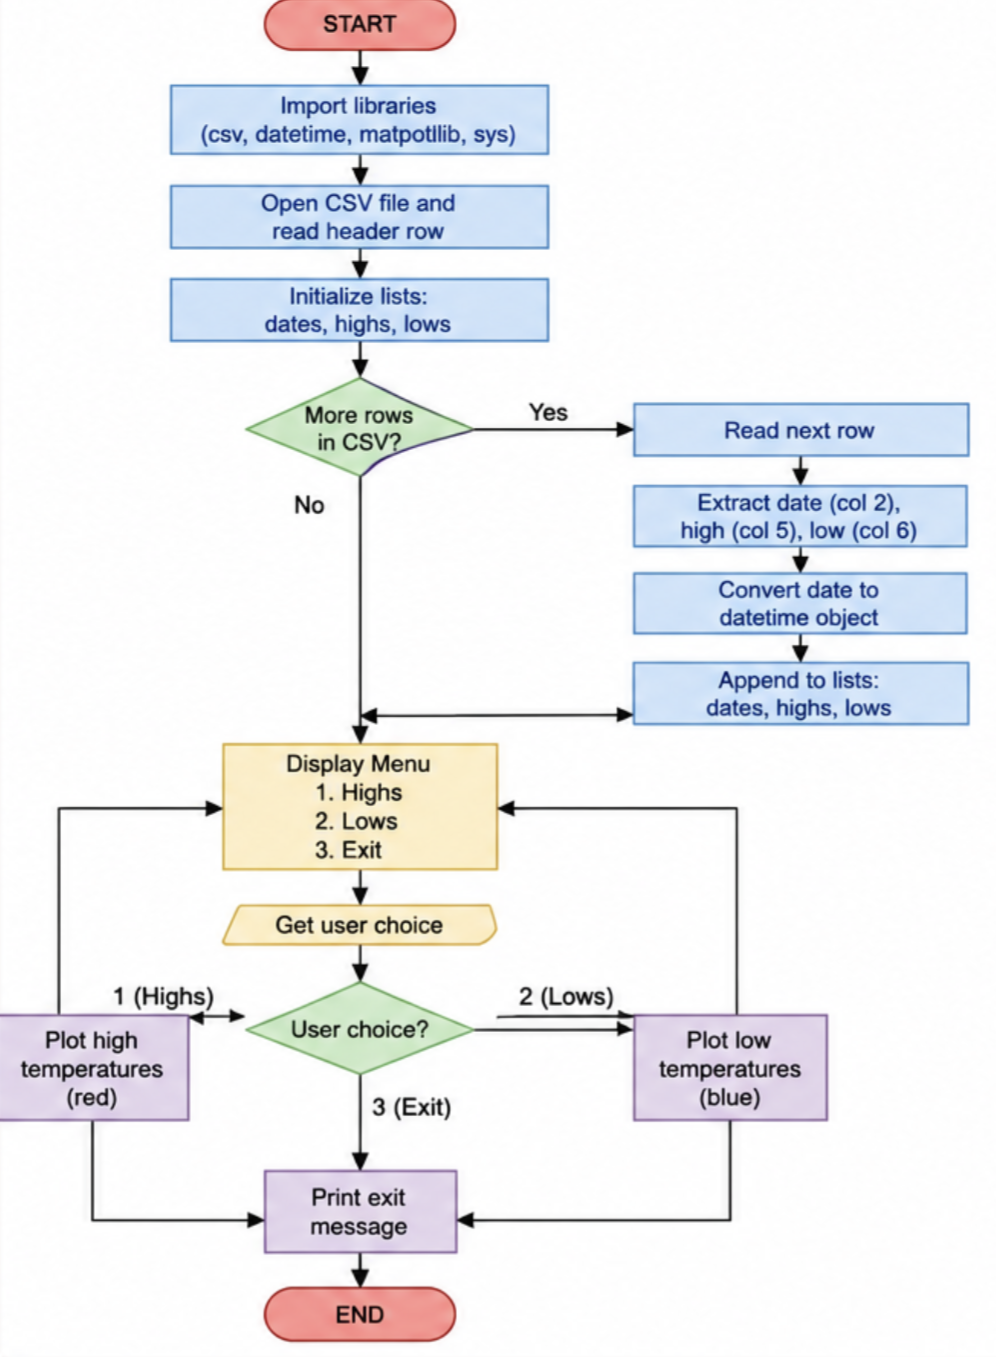 START
Import libraries
(csv, datetime, matpotllib, sys)
Open CSV file and
read header row
Initialize lists:
dates, highs, lows
More rows
in CSV?
Yes
No
Read next row
Extract date (col 2),
high (col 5), low (col 6)
Convert date to
datetime object
Append to lists:
dates, highs, lows
Display Menu
1. Highs
2. Lows
3. Exit
Get user choice
User choice?
1 (Highs)
2 (Lows)
3 (Exit)
Plot high
temperatures
(red)
Plot low
temperatures
(blue)
Print exit
message
END